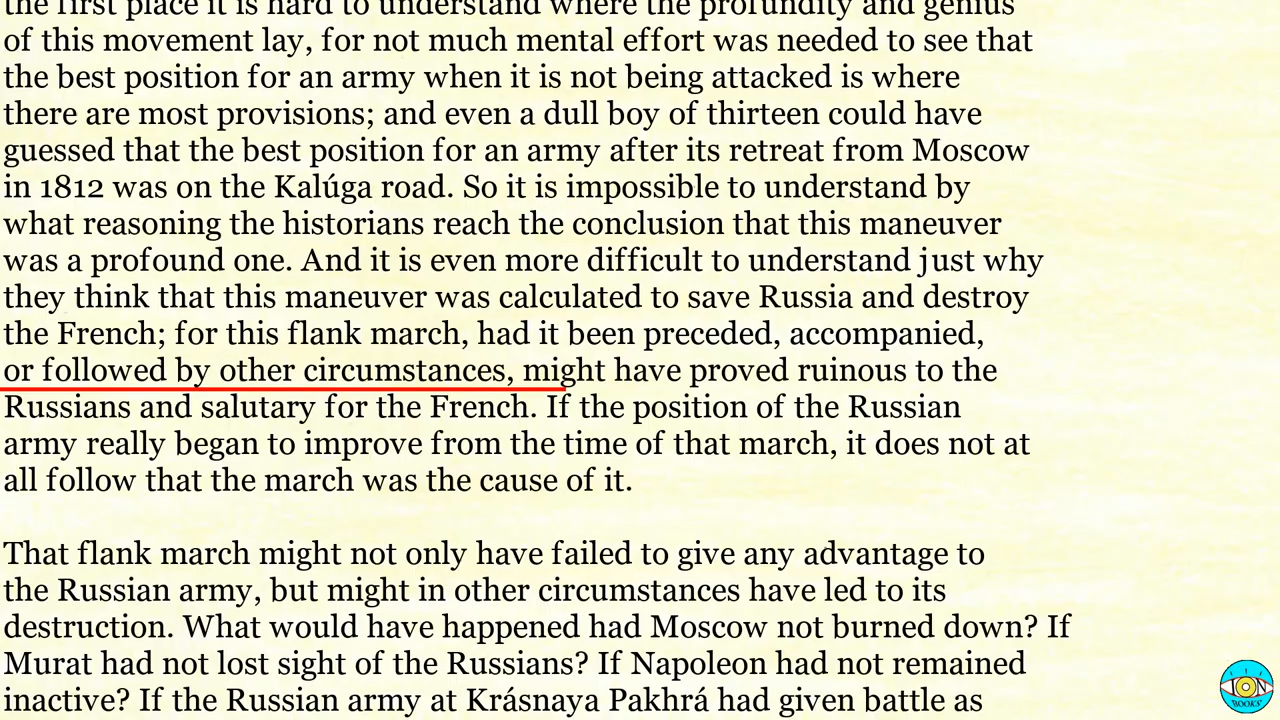 the first place it is hard to understand where the profundity and genius
of this movement lay, for not much mental effort was needed to see that
the best position for an army when it is not being attacked is where
there are most provisions; and even a dull boy of thirteen could have
guessed that the best position for an army after its retreat from Moscow
in 1812 was on the Kalúga road. So it is impossible to understand by
what reasoning the historians reach the conclusion that this maneuver
was a profound one. And it is even more difficult to understand just why
they think that this maneuver was calculated to save Russia and destroy
the French; for this flank march, had it been preceded, accompanied,
or followed by other circumstances, might have proved ruinous to the
Russians and salutary for the French. If the position of the Russian
army really began to improve from the time of that march, it does not at
all follow that the march was the cause of it.
That flank march might not only have failed to give any advantage to
the Russian army, but might in other circumstances have led to its
destruction. What would have happened had Moscow not burned down? If
Murat had not lost sight of the Russians? If Napoleon had not remained
inactive? If the Russian army at Krásnaya Pakhrá had given battle as
BOOKS